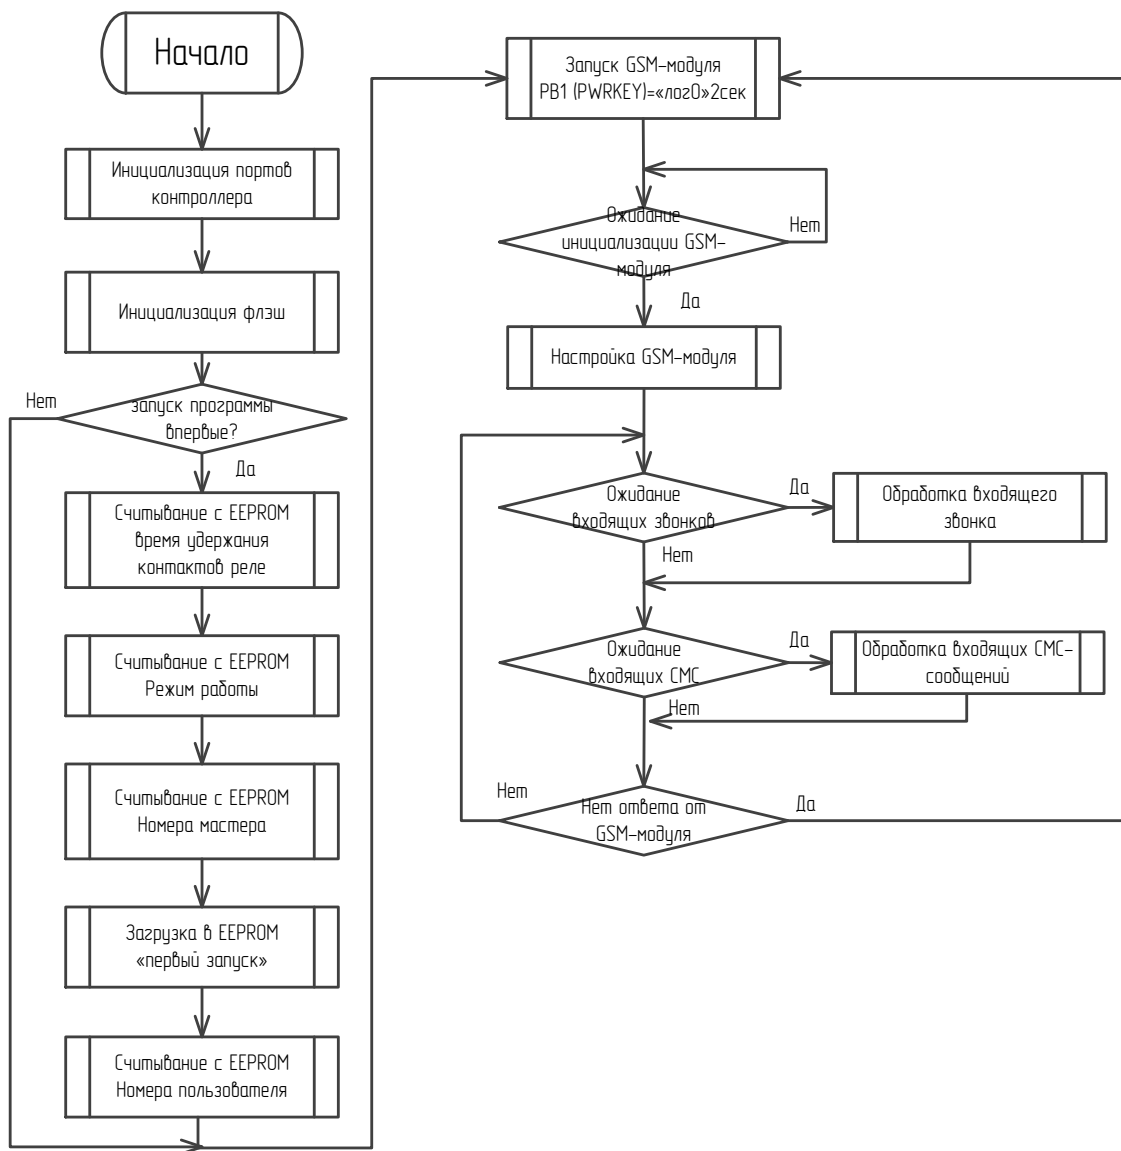 Начало
Инициализация портов
контроллера
Инициализация флэш
Нет
запуск программы
впервые?
Да
Считывание с EEPROM
время удержания
контактов реле
Считывание с EEPROM
Режим работы
Считывание с EEPROM
Номера мастера
Загрузка в EEPROM
«первый запуск»
Считывание с EEPROM
Номера пользователя
Запуск GSM-модуля
PB1 (PWRKEY)=«лог0»2сек
Ожидание
инициализации GSM-
модуля
Нет
Да
Настройка GSM-модуля
Ожидание
входящих звонков
Да
Обработка входящего
звонка
Нет
Ожидание
входящих СМС
Да
Обработка входящих СМС-
сообщений
Нет
Нет ответа от
GSM-модуля
Нет
Да